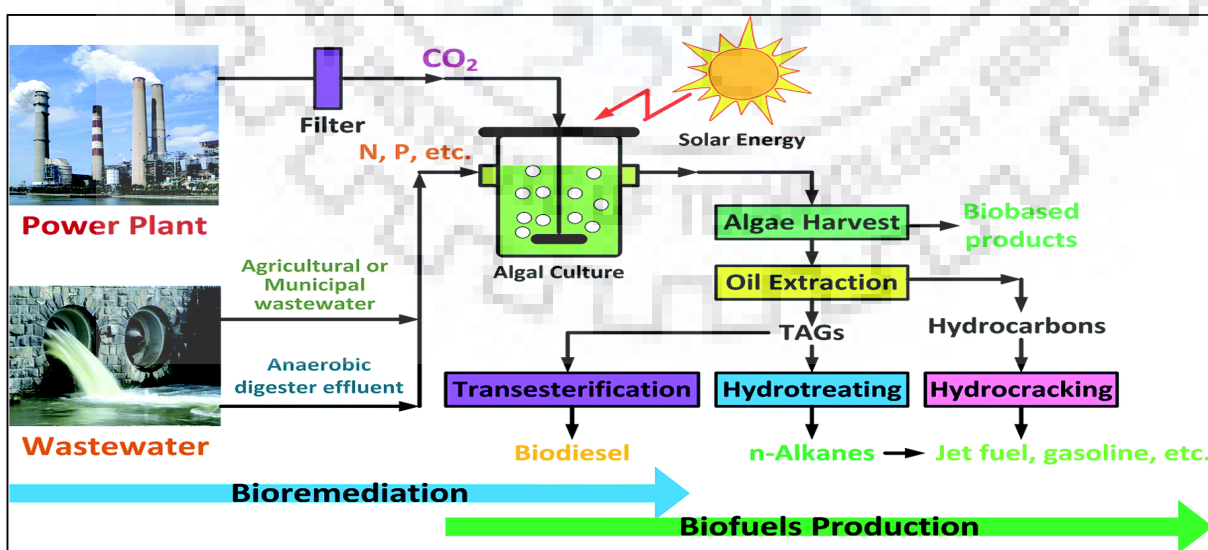 CO₂
Filter
Solar Energy
N, P, etc.
Power Plant
Algae Harvest
Biobased
products
Algal Culture
Agricultural or
Municipal
wastewater
Oil Extraction
TAGs
Hydrocarbons
Anaerobic
digester effluent
Transesterification
Hydrotreating
Hydrocracking
Wastewater
Biodiesel
n-Alkanes
Jet fuel, gasoline, etc.
Bioremediation
Biofuels Production